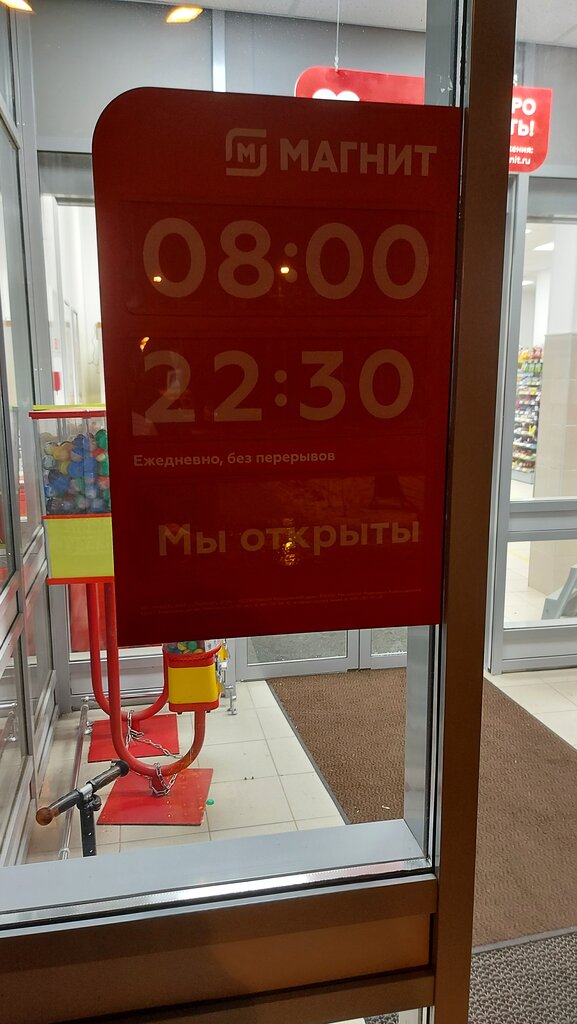 М МАГНИТ
08:00
22:30
Ежедневно, без перерывов
Мы открыты